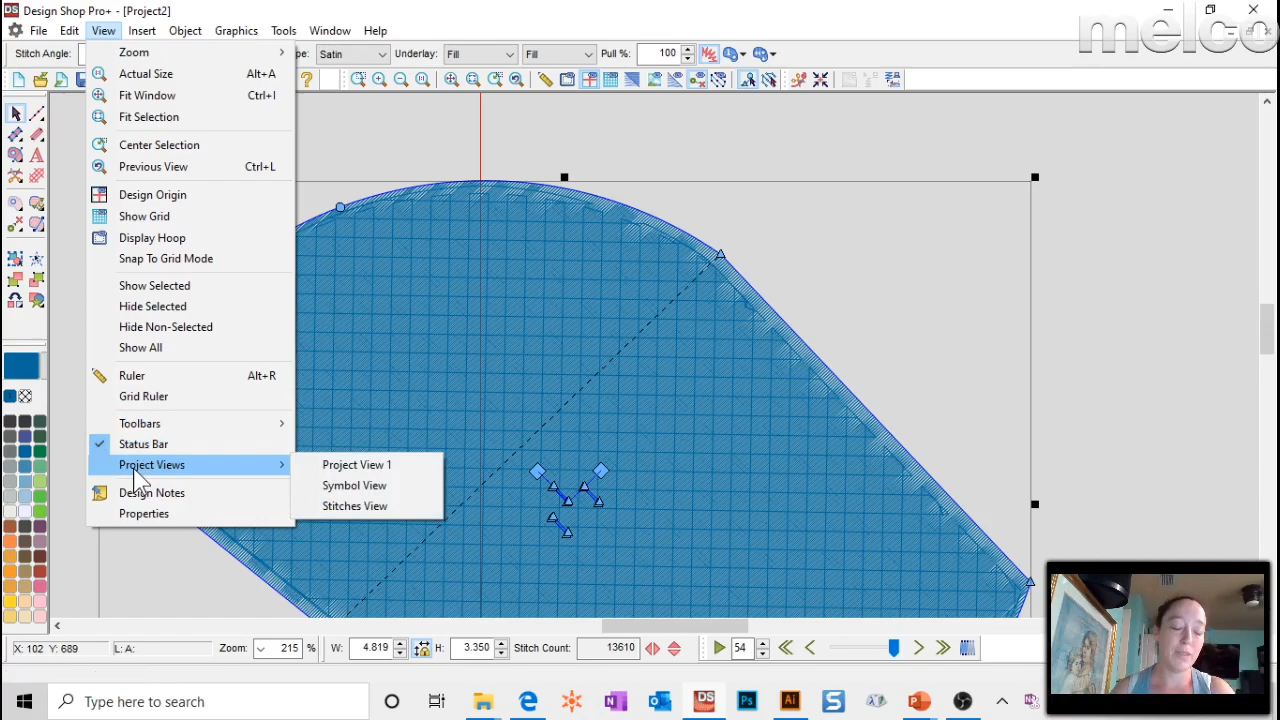 DS Design Shop Pro+ - [Project2]
melco
File Edit View Insert Object Graphics Tools Window Help
Stitch Angle: pe: Satin Underlay: Fill Fill Pull %: 100
Zoom
Actual Size Alt+A
Fit Window Ctrl+I
Fit Selection
Center Selection
Previous View Ctrl+L
Design Origin
Show Grid
Display Hoop
Snap To Grid Mode
Show Selected
Hide Selected
Hide Non-Selected
Show All
Ruler Alt+R
Grid Ruler
Toolbars
Status Bar
Project Views
Design Notes
Properties
Project View 1
Symbol View
Stitches View
X: 102 Y: 689 L: A: Zoom: 215 % W: 4.819 H: 3.350 Stitch Count: 13610 54
Type here to search